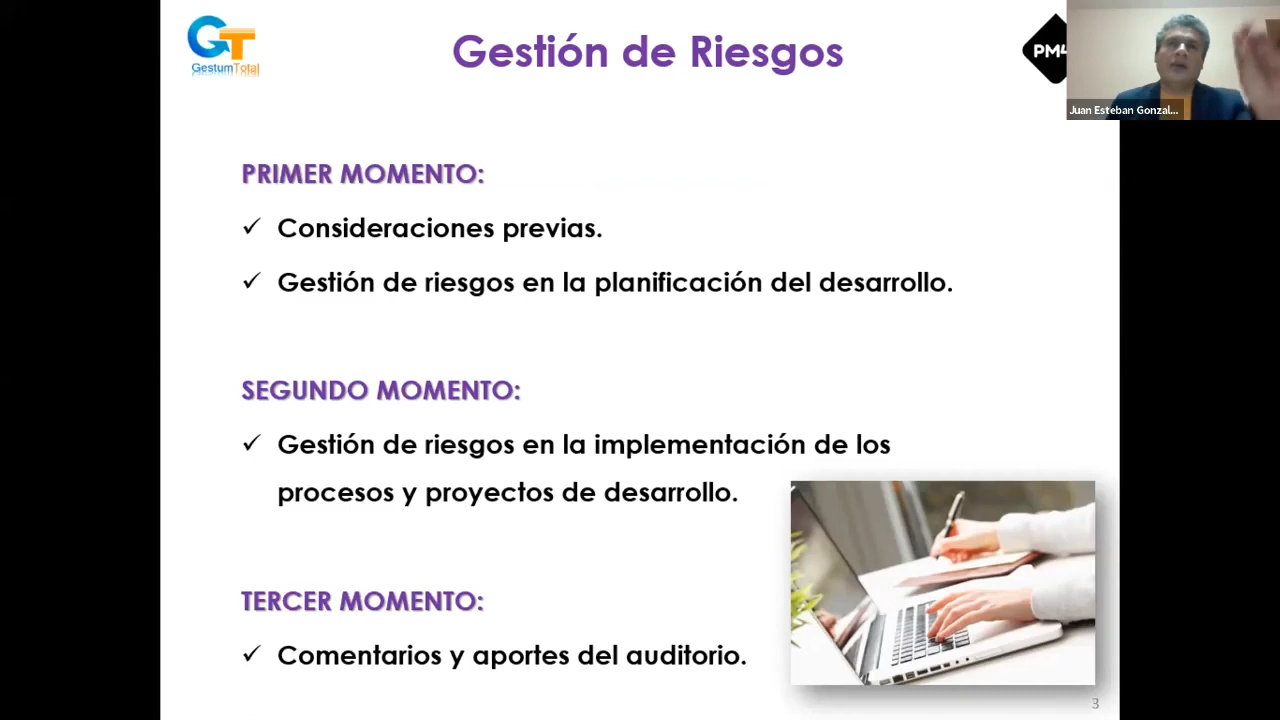 GT
GestumTotal
Gestión de Riesgos
PM4
Juan Esteban Gonzal...
PRIMER MOMENTO:
✓ Consideraciones previas.
✓ Gestión de riesgos en la planificación del desarrollo.
SEGUNDO MOMENTO:
✓ Gestión de riesgos en la implementación de los
procesos y proyectos de desarrollo.
TERCER MOMENTO:
✓ Comentarios y aportes del auditorio.
3